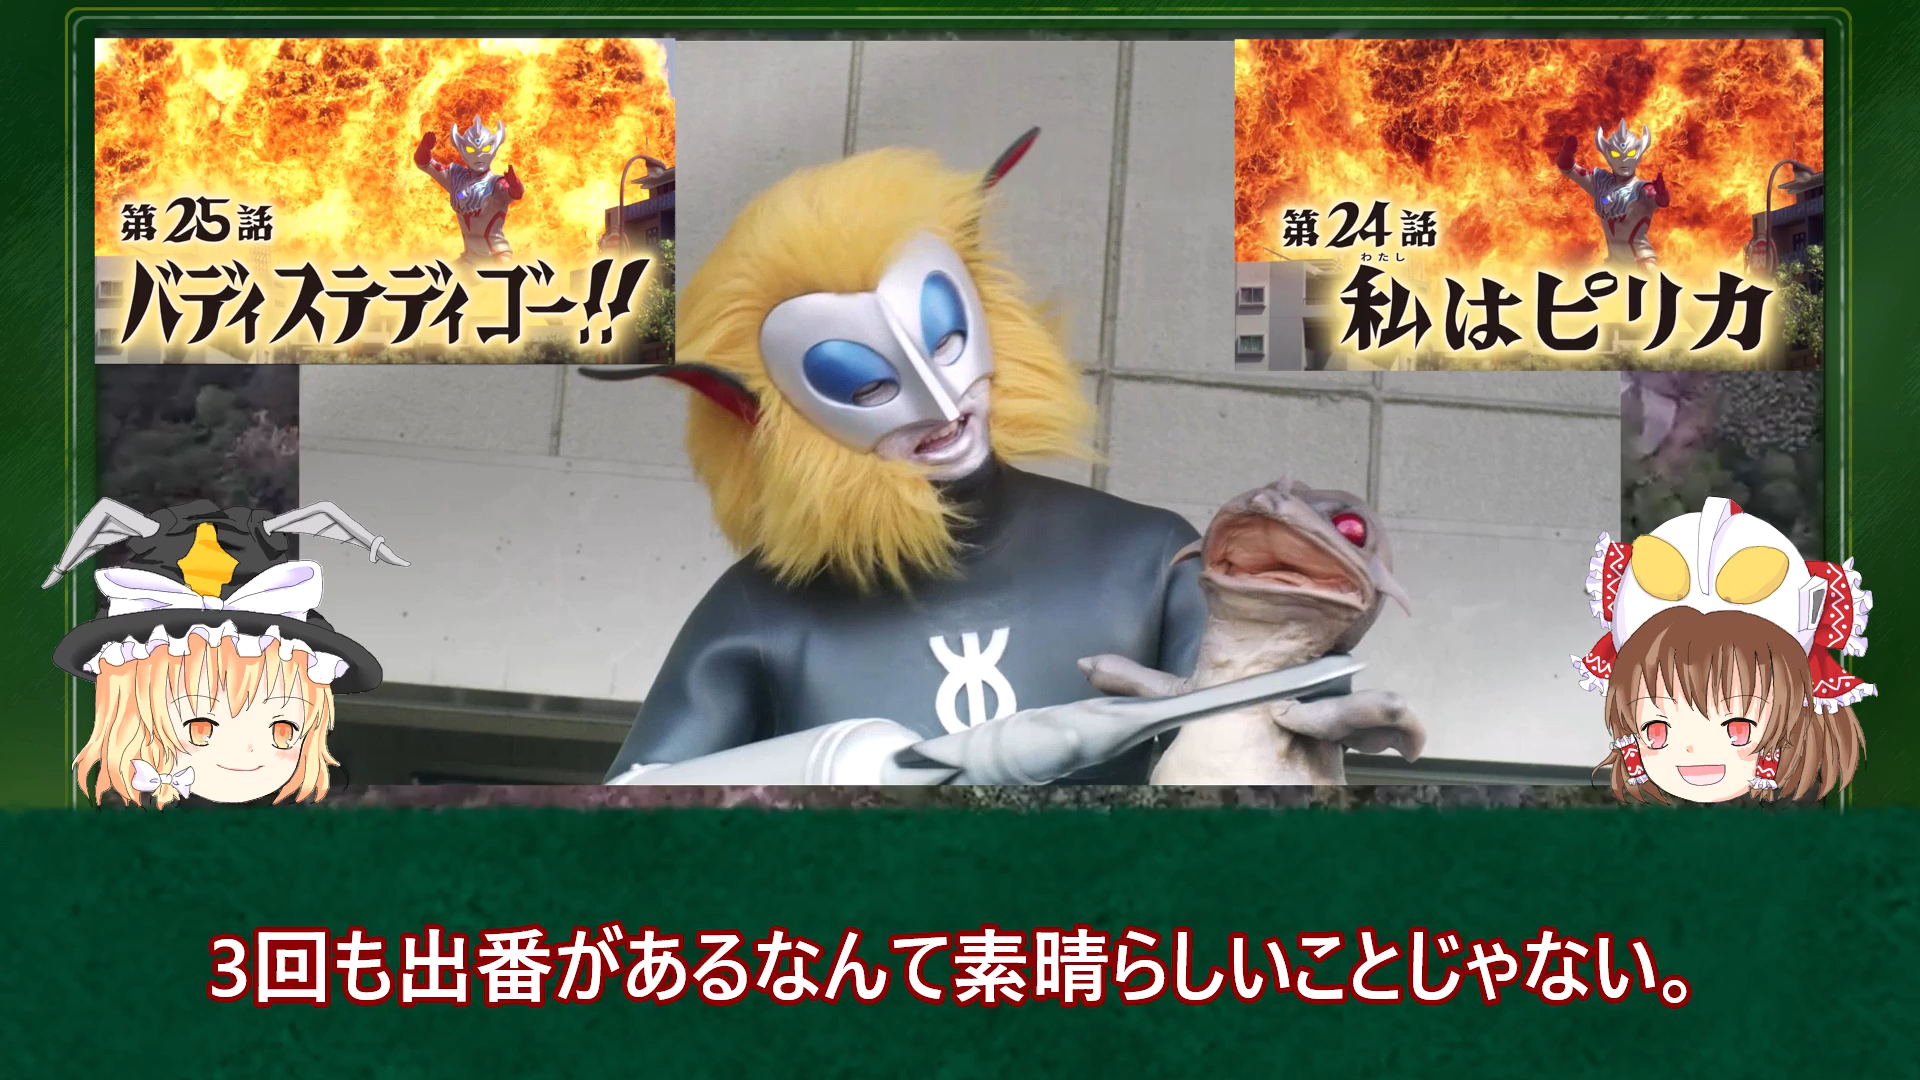 第25話
バディ ステディ ゴー!!
第24話
わたし
私はピリカ
3回も出番があるなんて素晴らしいことじゃない。